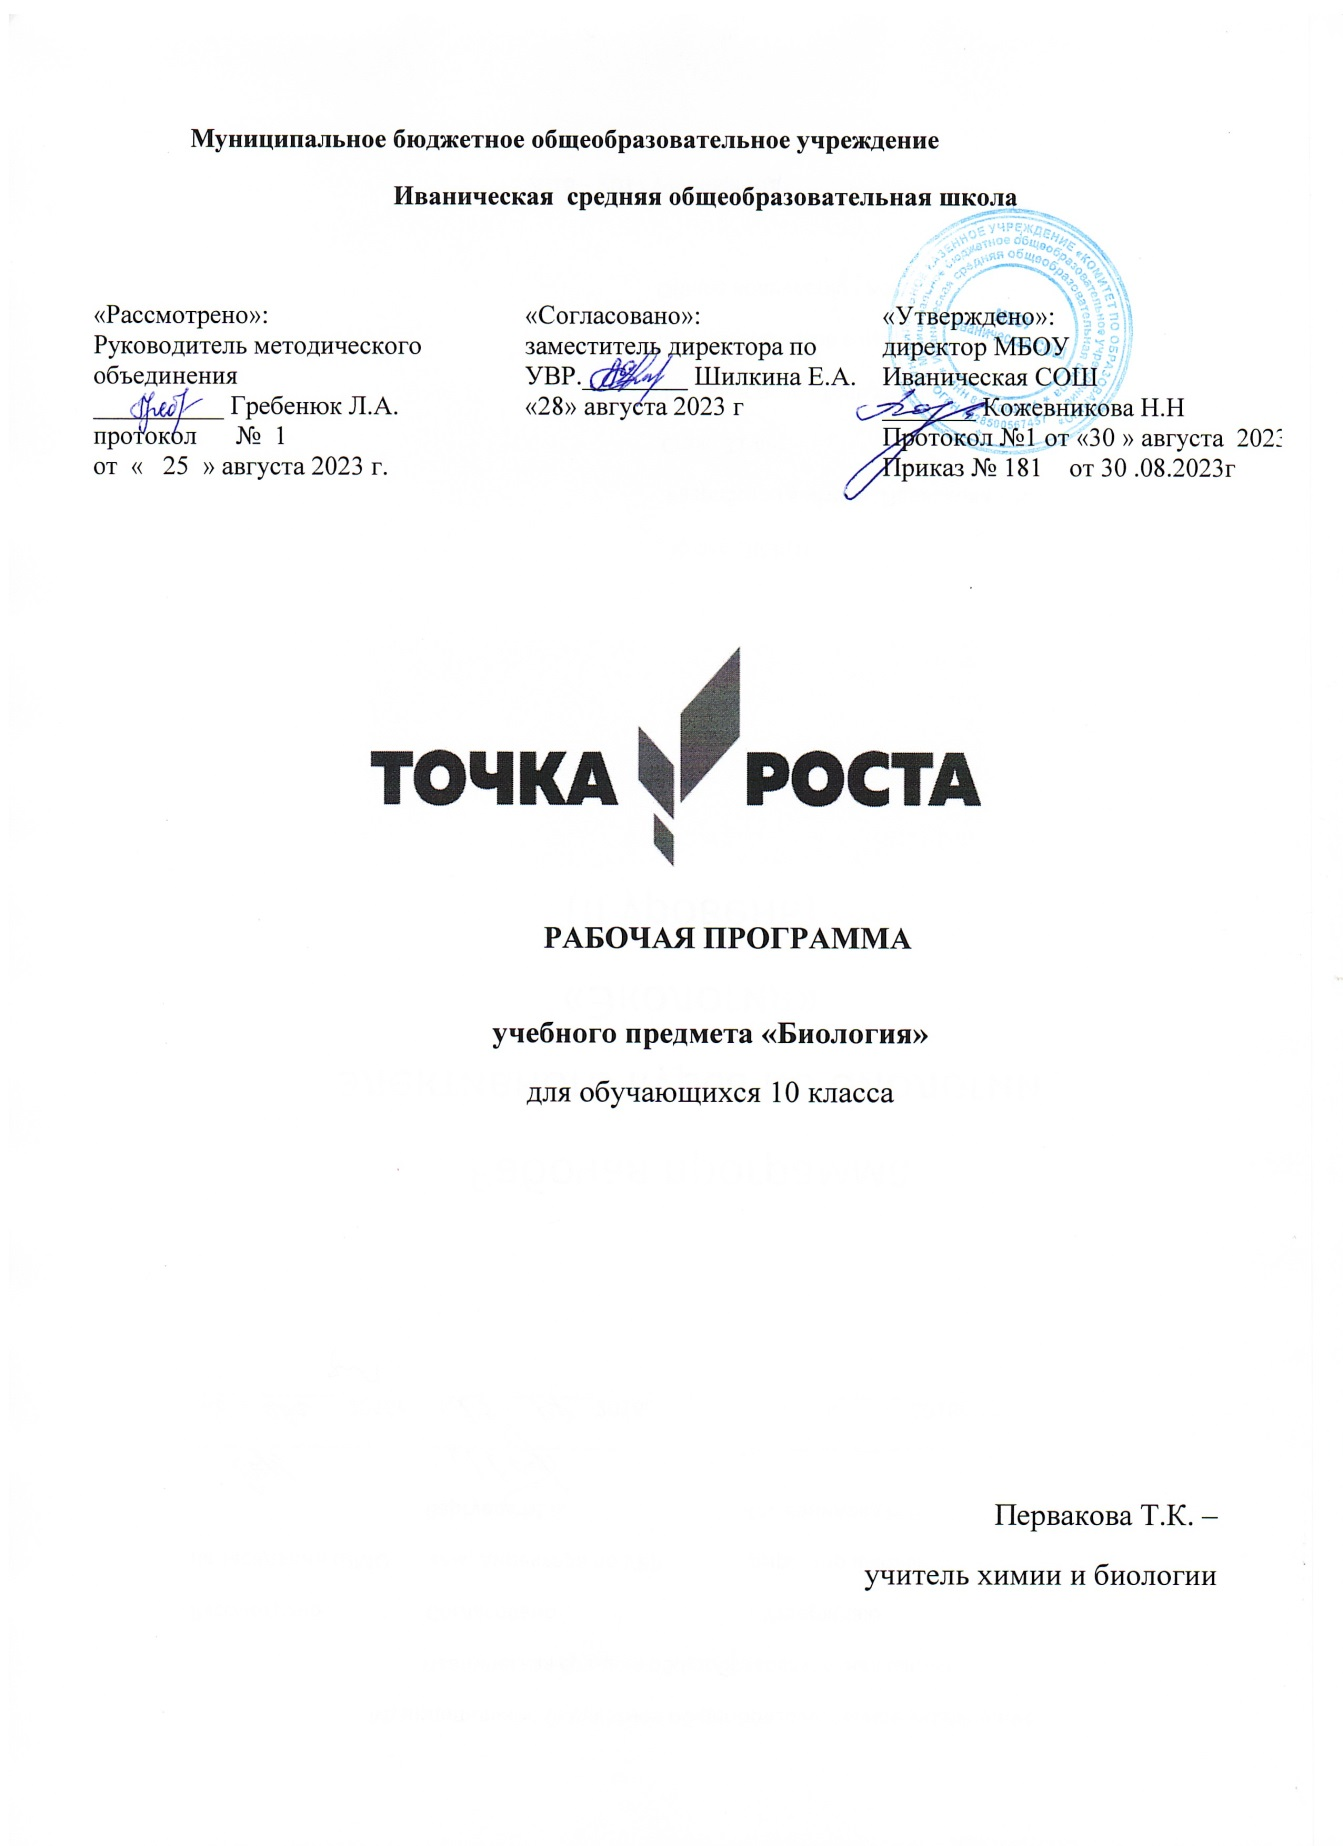 Муниципальное бюджетное общеобразовательное учреждение
Иваническая средняя общеобразовательная школа
«Рассмотрено»:
Руководитель методического
объединения
__________ Гребенюк Л.А.
протокол № 1
от « 25 » августа 2023 г.
«Согласовано»:
заместитель директора по
УВР.________ Шилкина Е.А.
«28» августа 2023 г
«Утверждено»:
директор МБОУ
Иваническая СОШ
_______Кожевникова Н.Н
Протокол №1 от «30 » августа 2023
Приказ № 181 от 30 .08.2023г
ТОЧКА РОСТА
РАБОЧАЯ ПРОГРАММА
учебного предмета «Биология»
для обучающихся 10 класса
Первакова Т.К. –
учитель химии и биологии